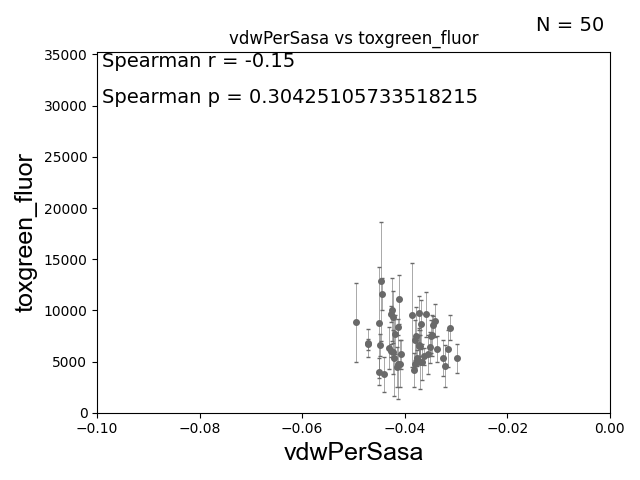 N = 50
vdwPerSasa vs toxgreen_fluor
Spearman r = -0.15
Spearman p = 0.30425105733518215
35000
30000
25000
20000
15000
10000
5000
0
toxgreen_fluor
−0.10
−0.08
−0.06
−0.04
−0.02
0.00
vdwPerSasa